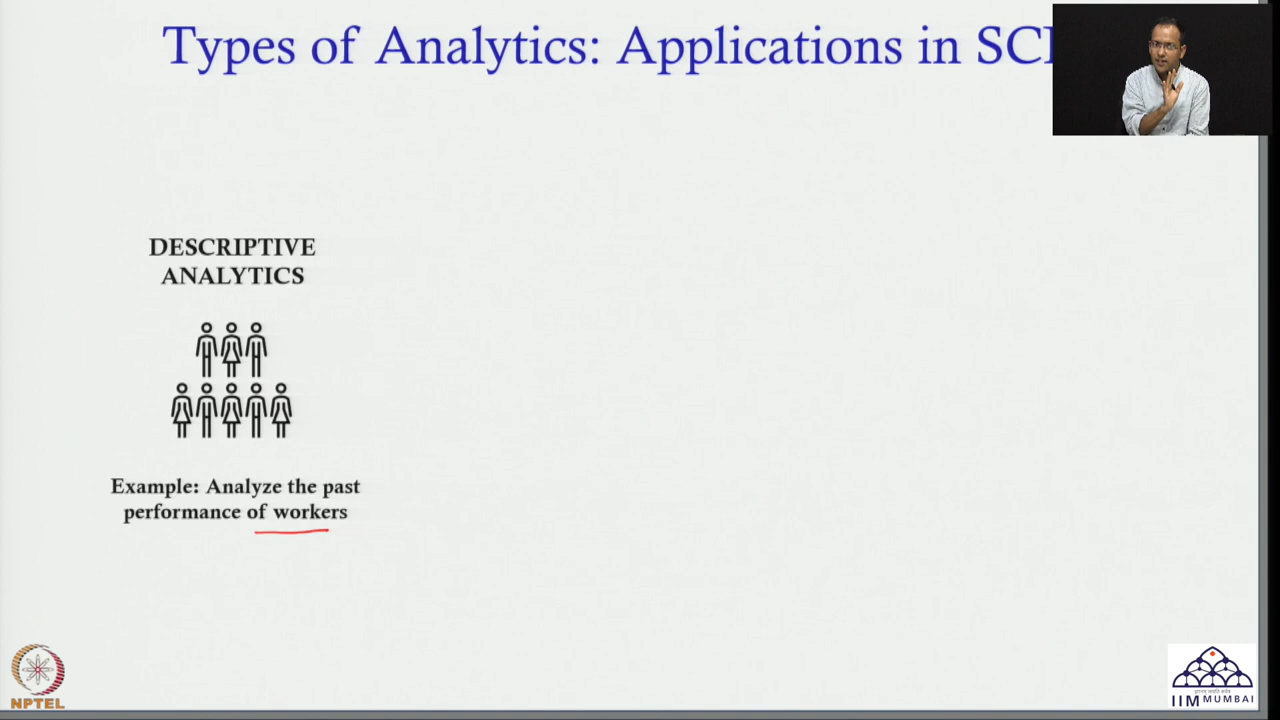 Types of Analytics: Applications in SC
DESCRIPTIVE
ANALYTICS
Example: Analyze the past
performance of workers
NPTEL
IIM MUMBAI